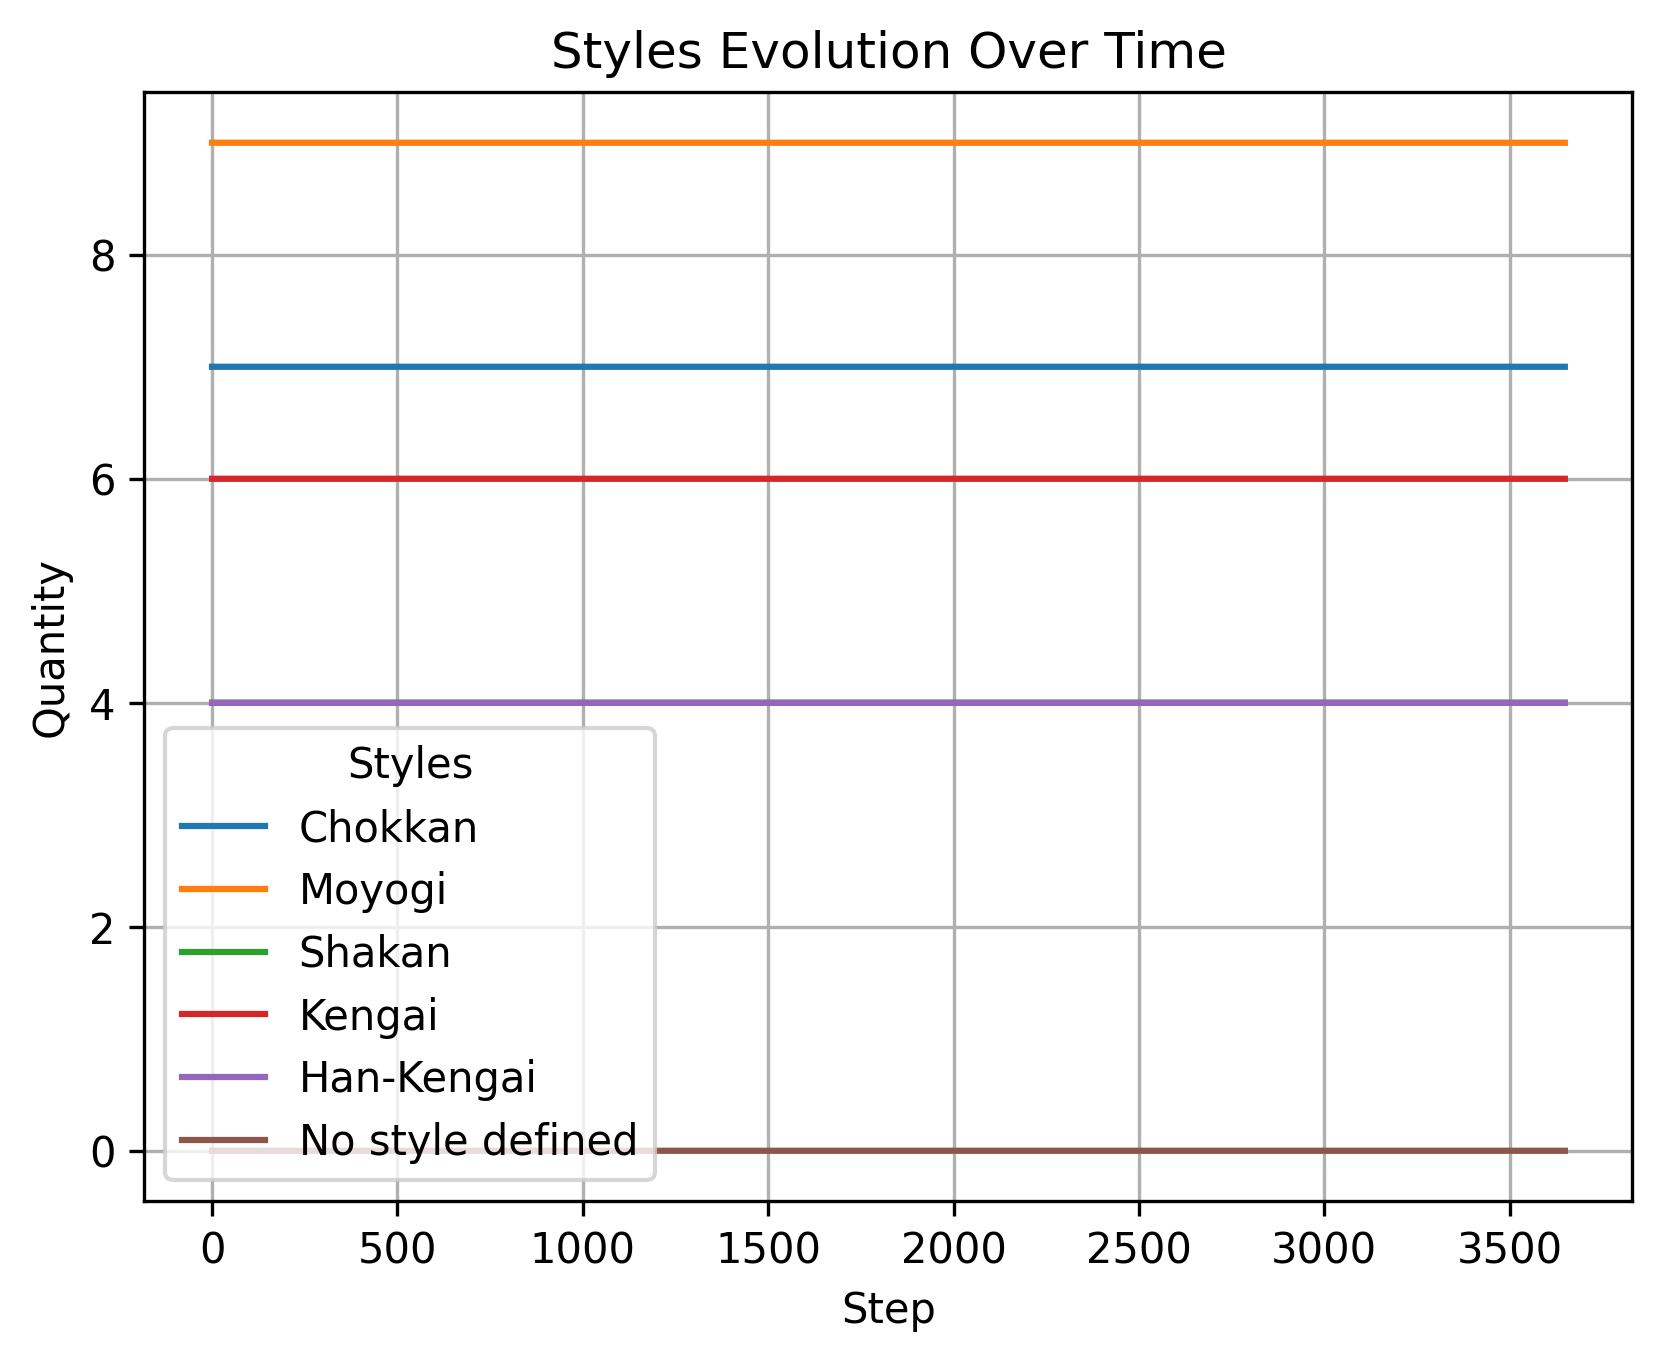 Styles Evolution Over Time
Quantity
8
6
4
2
0
Styles
Chokkan
Moyogi
Shakan
Kengai
Han-Kengai
No style defined
0 500 1000 1500 2000 2500 3000 3500
Step